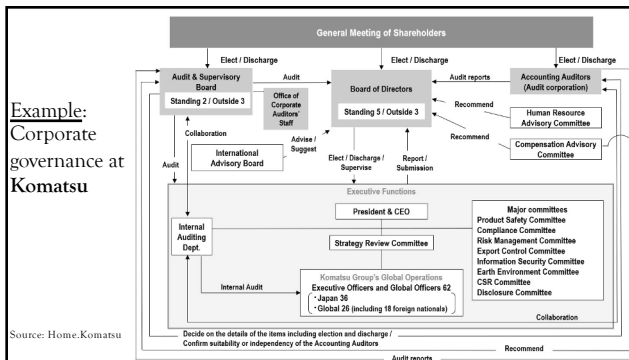 Example:
Corporate
governance at
Komatsu
Source: Home.Komatsu
General Meeting of Shareholders
Elect / Discharge
Elect / Discharge
Elect / Discharge
Audit & Supervisory
Board
Standing 2 / Outside 3
Audit
Office of
Corporate
Auditors'
Staff
Board of Directors
Standing 5 / Outside 3
Audit reports
Accounting Auditors
(Audit corporation)
Recommend
Human Resource
Advisory Committee
Recommend
Compensation Advisory
Committee
Collaboration
Audit
International
Advisory Board
Advise /
Suggest
Elect / Discharge /
Supervise
Report /
Submission
Executive Functions
President & CEO
Internal
Auditing
Dept.
Strategy Review Committee
Major committees
Product Safety Committee
Compliance Committee
Risk Management Committee
Export Control Committee
Information Security Committee
Earth Environment Committee
CSR Committee
Disclosure Committee
Internal Audit
Komatsu Group's Global Operations
Executive Officers and Global Officers 62
・Japan 36
・Global 26 (including 18 foreign nationals)
Collaboration
Decide on the details of the items including election and discharge /
Confirm suitability or independency of the Accounting Auditors
Recommend
Audit reports